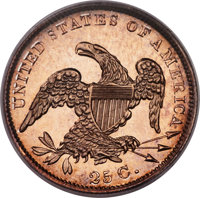 UNITED STATES OF AMERICA
25 C.